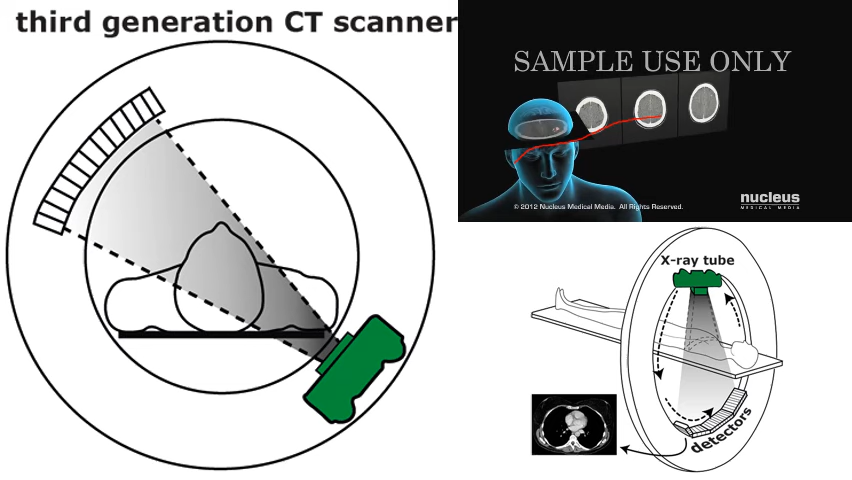 third generation CT scanner
SAMPLE USE ONLY
© 2012 Nucleus Medical Media. All Rights Reserved.
nucleus
MEDICAL MEDIA
X-ray tube
detectors